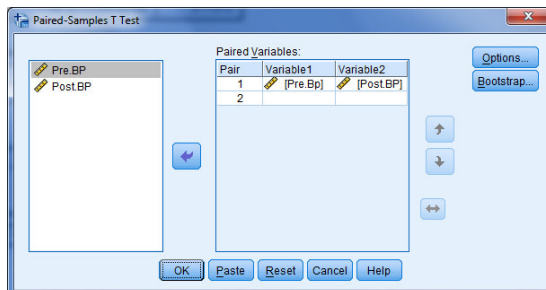 Paired-Samples T Test
Pre.BP
Post.BP
Paired Variables:
Pair Variable1 Variable2
1 [Pre.Bp] [Post.BP]
2
Options...
Bootstrap...
OK Paste Reset Cancel Help